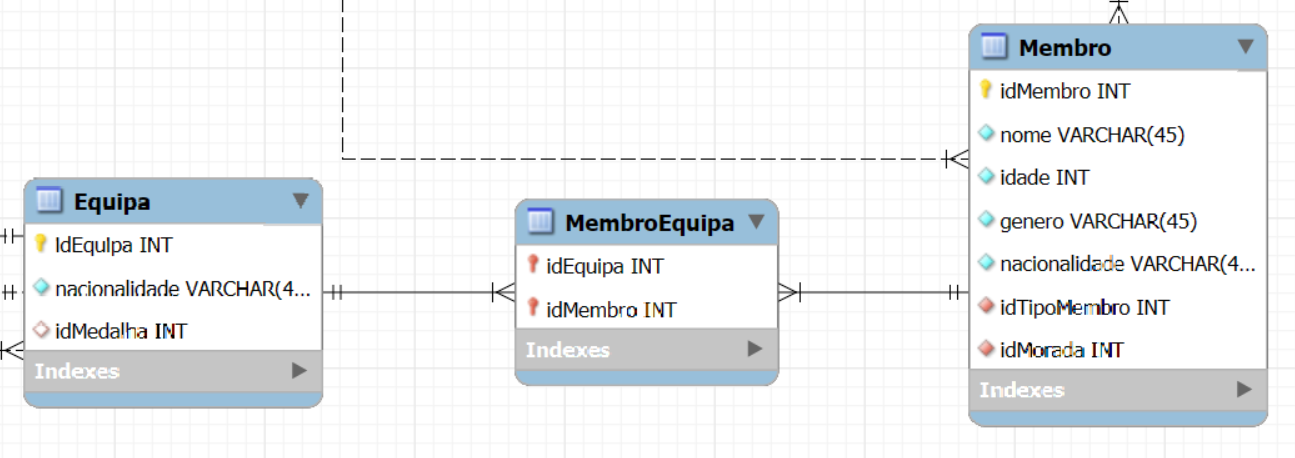 Equipa
idEquipa INT
nacionalidade VARCHAR(4...
idMedalha INT
Indexes
MembroEquipa
idEquipa INT
idMembro INT
Indexes
Membro
idMembro INT
nome VARCHAR(45)
idade INT
genero VARCHAR(45)
nacionalidade VARCHAR(4...
idTipoMembro INT
idMorada INT
Indexes